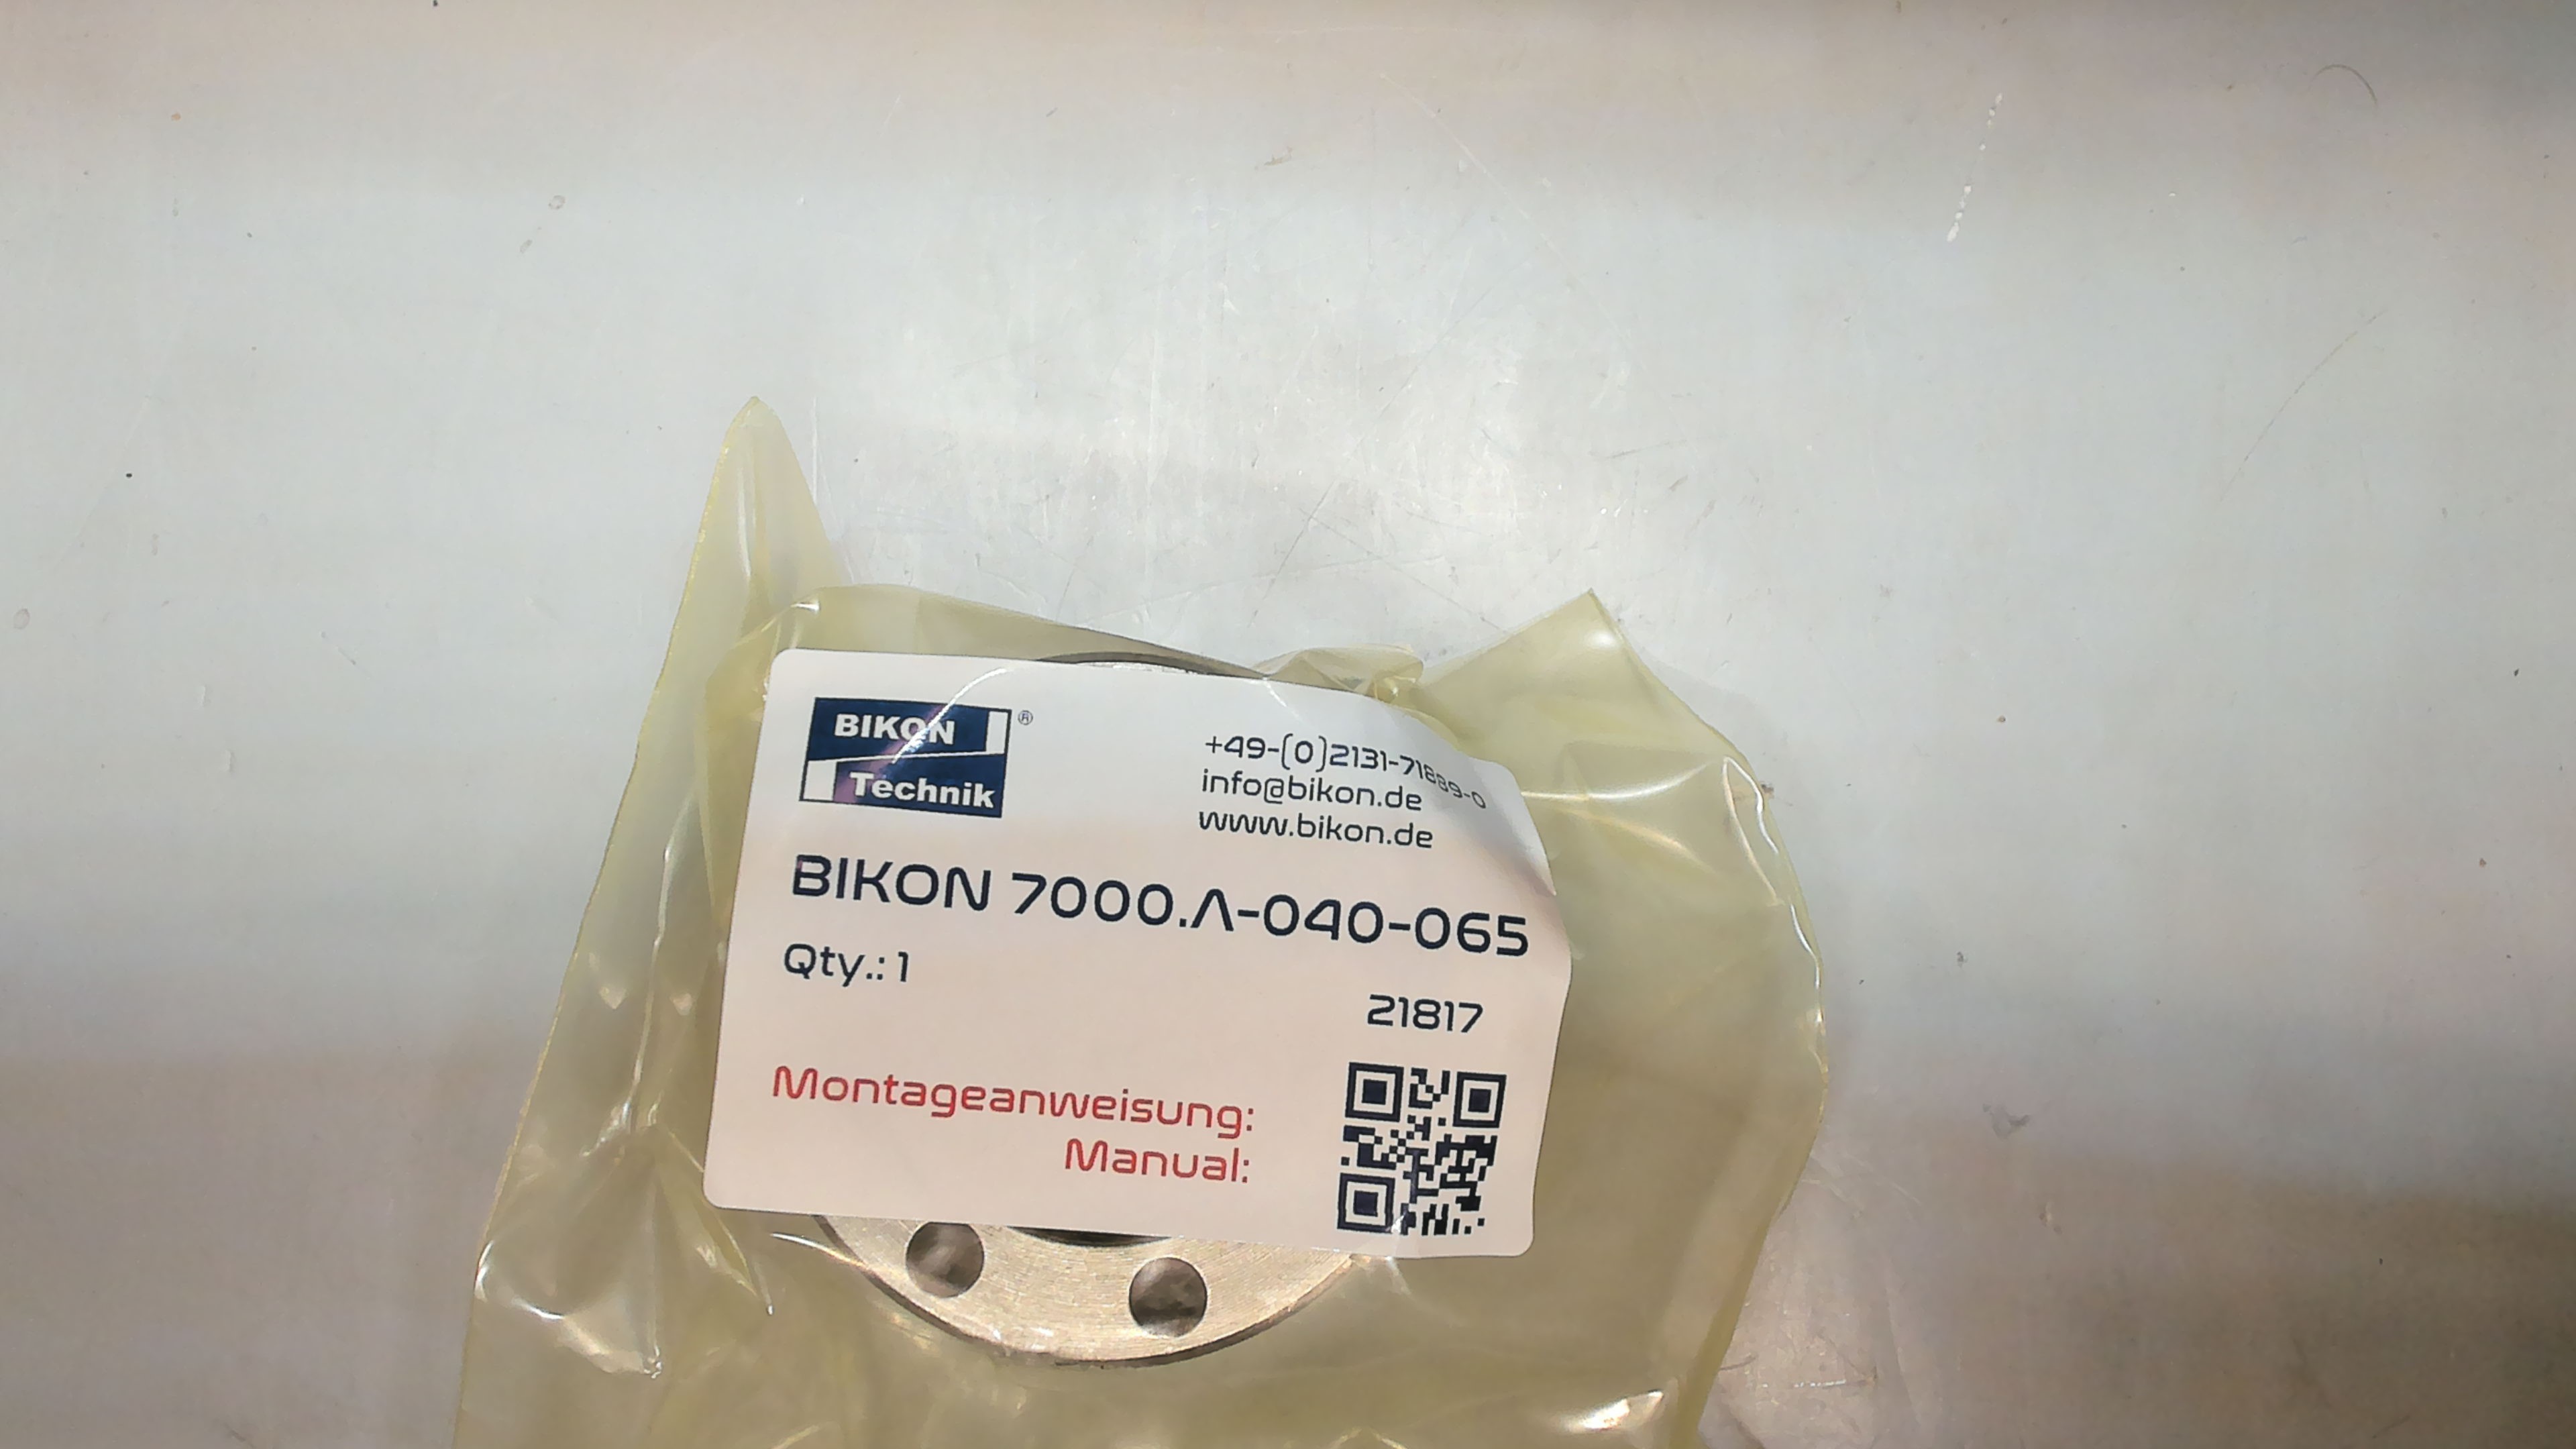 BIKON ®
Technik
+49-(0)2131-71889-0
info@bikon.de
www.bikon.de
BIKON 7000.A-040-065
Qty.: 1
21817
Montageanweisung:
Manual: